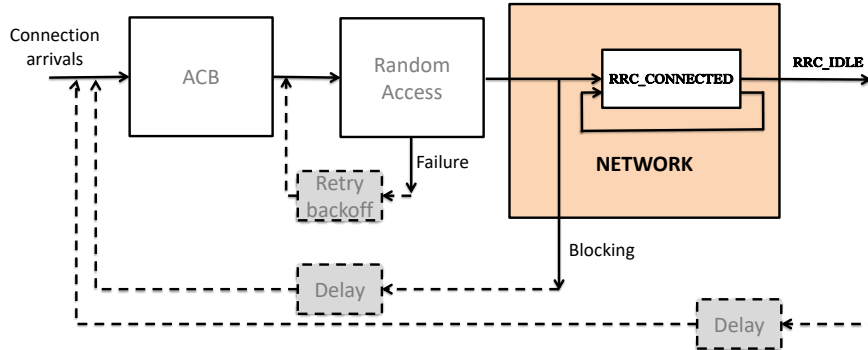 Connection
arrivals
ACB
Random
Access
RRC_CONNECTED
RRC_IDLE
NETWORK
Failure
Retry
backoff
Blocking
Delay
Delay